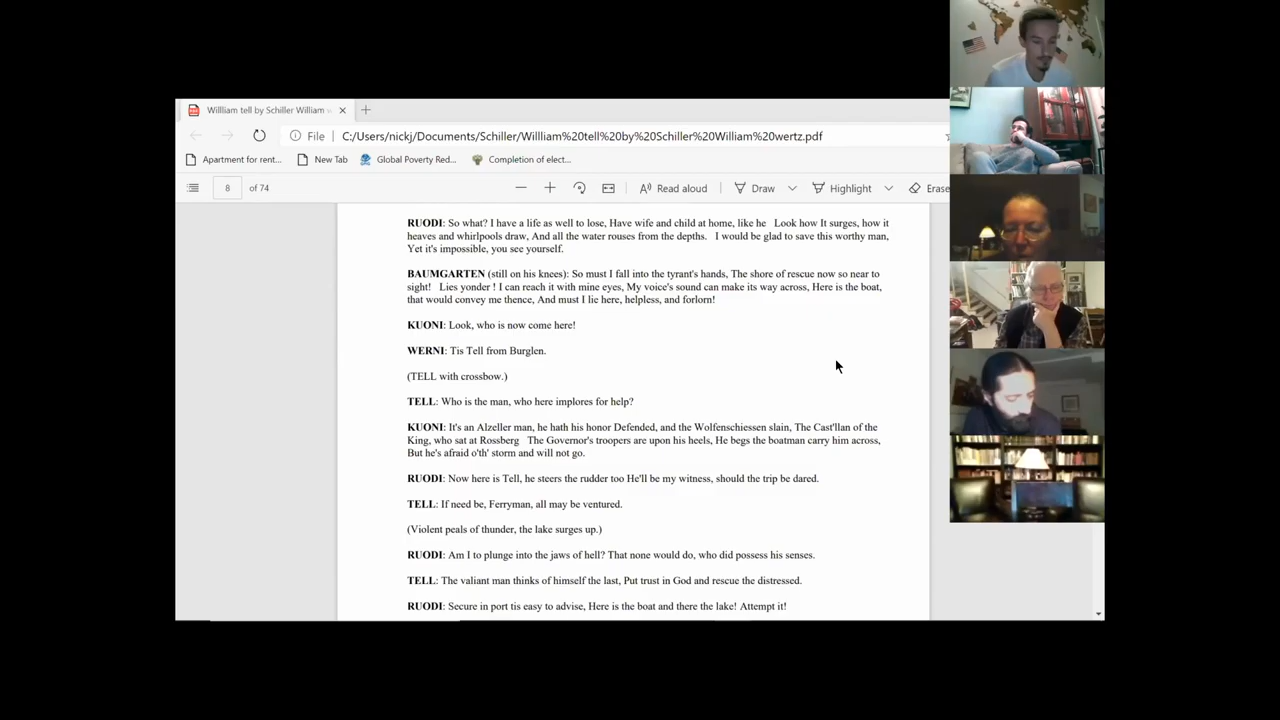 Willliam tell by Schiller William w
File C:/Users/nickj/Documents/Schiller/Willliam%20tell%20by%20Schiller%20William%20wertz.pdf
Apartment for rent... New Tab Global Poverty Red... Completion of elect...
8 of 74 Read aloud Draw Highlight Erase
RUODI: So what? I have a life as well to lose, Have wife and child at home, like he Look how It surges, how it
heaves and whirlpools draw, And all the water rouses from the depths. I would be glad to save this worthy man,
Yet it's impossible, you see yourself.
BAUMGARTEN (still on his knees): So must I fall into the tyrant's hands, The shore of rescue now so near to
sight! Lies yonder ! I can reach it with mine eyes, My voice's sound can make its way across, Here is the boat,
that would convey me thence, And must I lie here, helpless, and forlorn!
KUONI: Look, who is now come here!
WERNI: Tis Tell from Burglen.
(TELL with crossbow.)
TELL: Who is the man, who here implores for help?
KUONI: It's an Alzeller man, he hath his honor Defended, and the Wolfenschiessen slain, The Cast'llan of the
King, who sat at Rossberg The Governor's troopers are upon his heels, He begs the boatman carry him across,
But he's afraid o'th' storm and will not go.
RUODI: Now here is Tell, he steers the rudder too He'll be my witness, should the trip be dared.
TELL: If need be, Ferryman, all may be ventured.
(Violent peals of thunder, the lake surges up.)
RUODI: Am I to plunge into the jaws of hell? That none would do, who did possess his senses.
TELL: The valiant man thinks of himself the last, Put trust in God and rescue the distressed.
RUODI: Secure in port tis easy to advise, Here is the boat and there the lake! Attempt it!